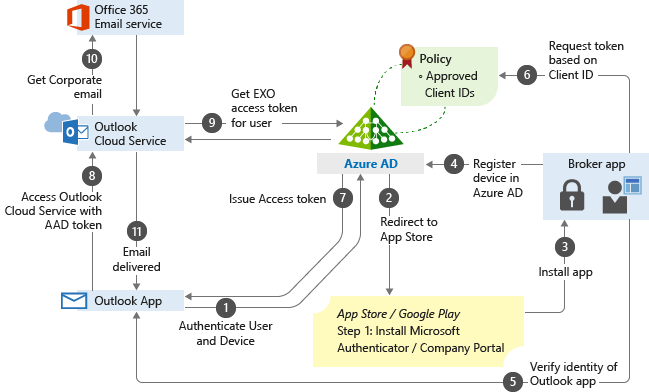 Office 365
Email service
10
Get Corporate
email
Outlook
Cloud Service
9
Get EXO
access token
for user
Policy
◦ Approved
Client IDs
6
Request token
based on
Client ID
Azure AD
4
Register
device in
Azure AD
Broker app
8
Access Outlook
Cloud Service with
AAD token
11
Email
delivered
Issue Access token
7
2
Redirect to
App Store
3
Install app
Outlook App
1
Authenticate User
and Device
App Store / Google Play
Step 1: Install Microsoft
Authenticator / Company Portal
5
Verify identity of
Outlook app